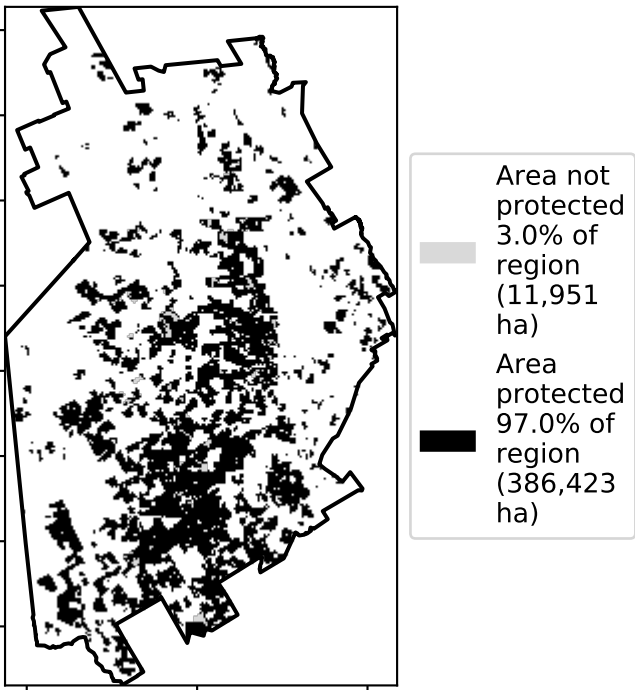 Area not
protected
3.0% of
region
(11,951
ha)
Area
protected
97.0% of
region
(386,423
ha)